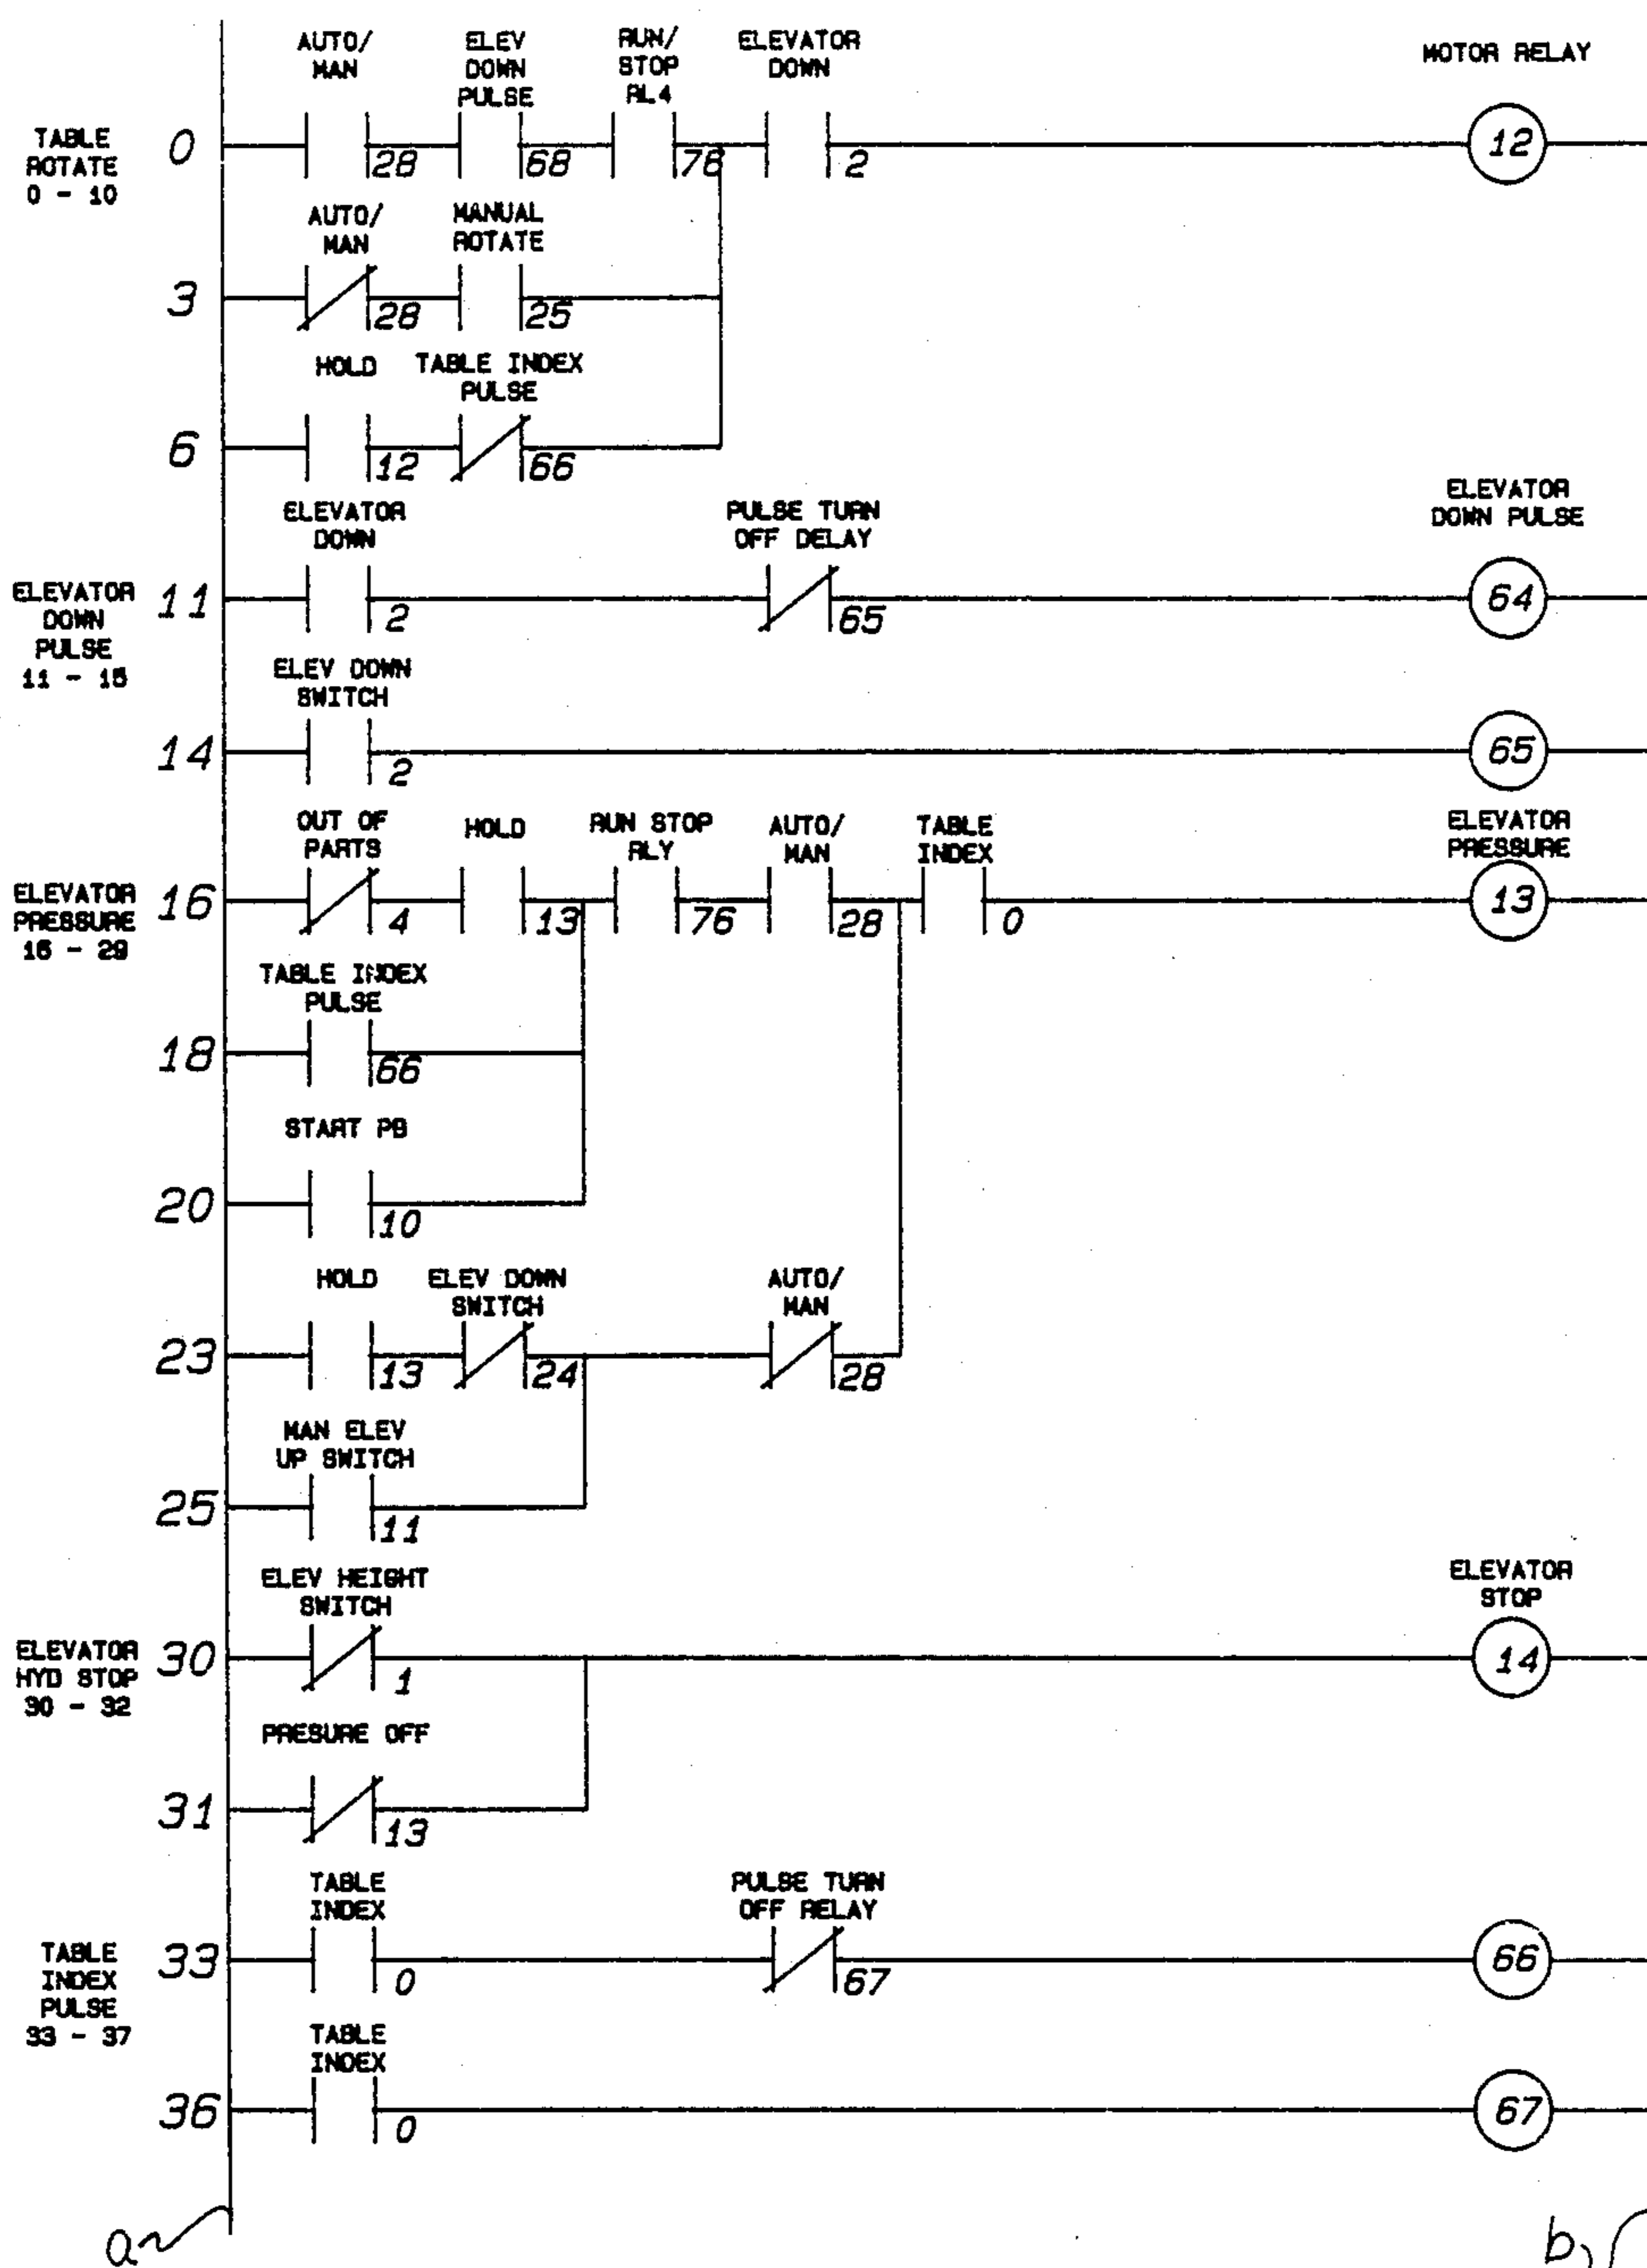 AUTO/
MAN
ELEV
DOWN
PULSE
RUN/
STOP
RL4
ELEVATOR
DOWN
MOTOR RELAY
TABLE
ROTATE
0 - 10
0
28
68
78
2
12
AUTO/
MAN
MANUAL
ROTATE
3
28
25
HOLD
TABLE INDEX
PULSE
6
12
66
ELEVATOR
DOWN
PULSE TURN
OFF DELAY
ELEVATOR
DOWN PULSE
ELEVATOR
DOWN
PULSE
11 - 15
11
2
65
64
ELEV DOWN
SWITCH
14
2
65
OUT OF
PARTS
HOLD
RUN STOP
RLY
AUTO/
MAN
TABLE
INDEX
ELEVATOR
PRESSURE
ELEVATOR
PRESSURE
16 - 29
16
4
13
76
28
0
13
TABLE INDEX
PULSE
18
66
START PB
20
10
HOLD
ELEV DOWN
SWITCH
AUTO/
MAN
23
13
24
28
MAN ELEV
UP SWITCH
25
11
ELEV HEIGHT
SWITCH
ELEVATOR
STOP
ELEVATOR
HYD STOP
30 - 32
30
1
14
PRESURE OFF
31
13
TABLE
INDEX
PULSE TURN
OFF RELAY
TABLE
INDEX
PULSE
33 - 37
33
0
67
66
TABLE
INDEX
36
0
67
a
b